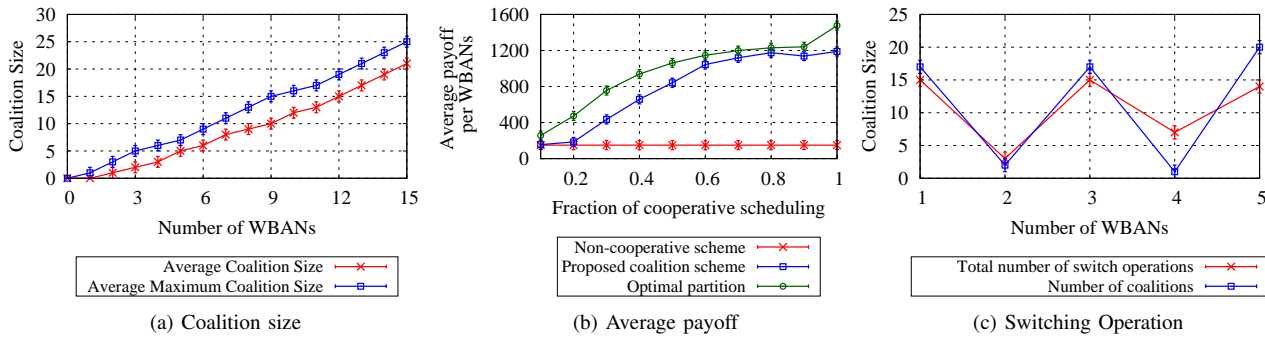 30
25
20
15
10
5
0
Coalition Size
0 3 6 9 12 15
Number of WBANs
Average Coalition Size
Average Maximum Coalition Size
(a) Coalition size
1600
1200
800
400
0
Average payoff
per WBANs
0.2 0.4 0.6 0.8 1
Fraction of cooperative scheduling
Non-cooperative scheme
Proposed coalition scheme
Optimal partition
(b) Average payoff
25
20
15
10
5
0
Coalition Size
1 2 3 4 5
Number of WBANs
Total number of switch operations
Number of coalitions
(c) Switching Operation